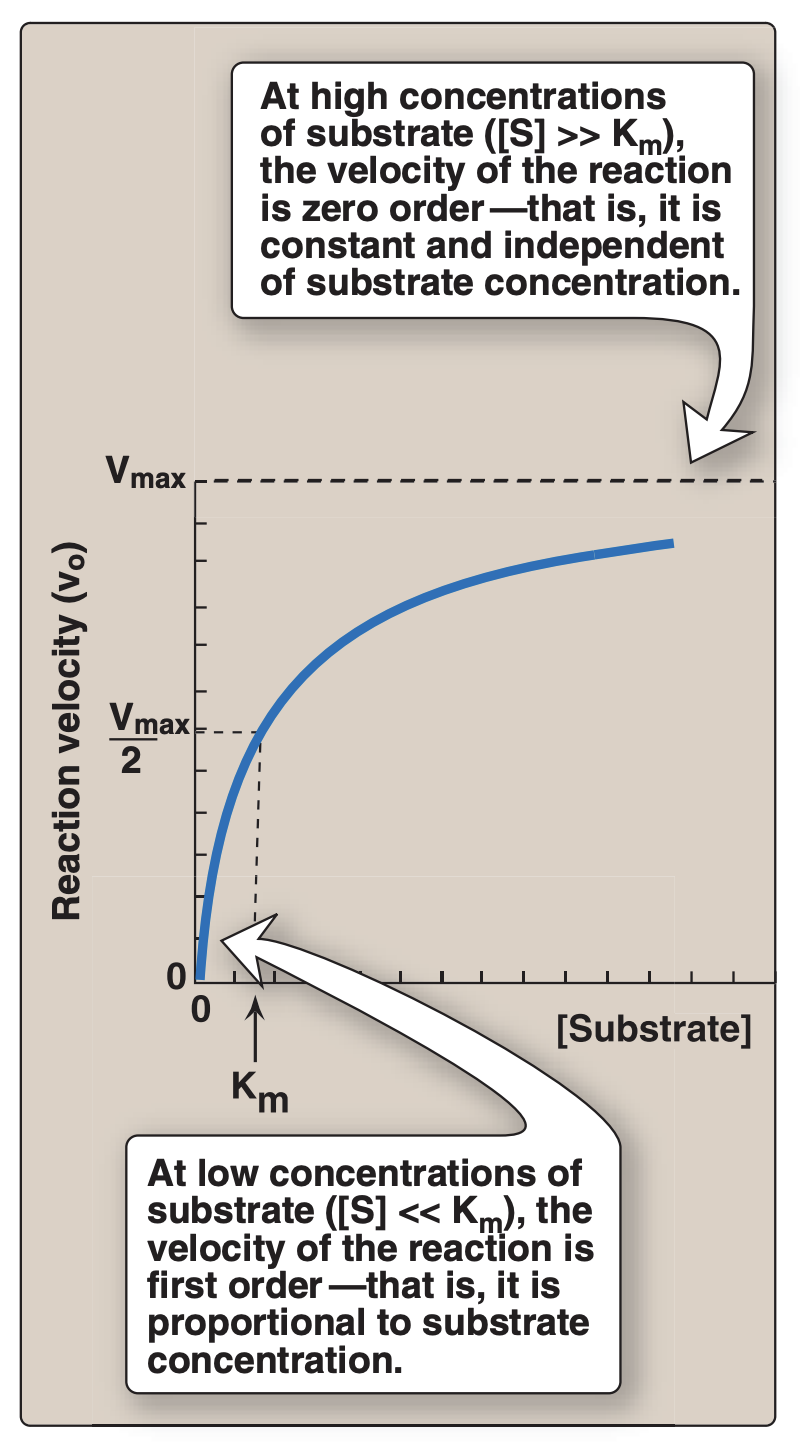 At high concentrations
of substrate ([S] >> Km),
the velocity of the reaction
is zero order—that is, it is
constant and independent
of substrate concentration.
Vmax
Reaction velocity (vo)
Vmax
2
0
0
[Substrate]
Km
At low concentrations of
substrate ([S] << Km), the
velocity of the reaction is
first order—that is, it is
proportional to substrate
concentration.